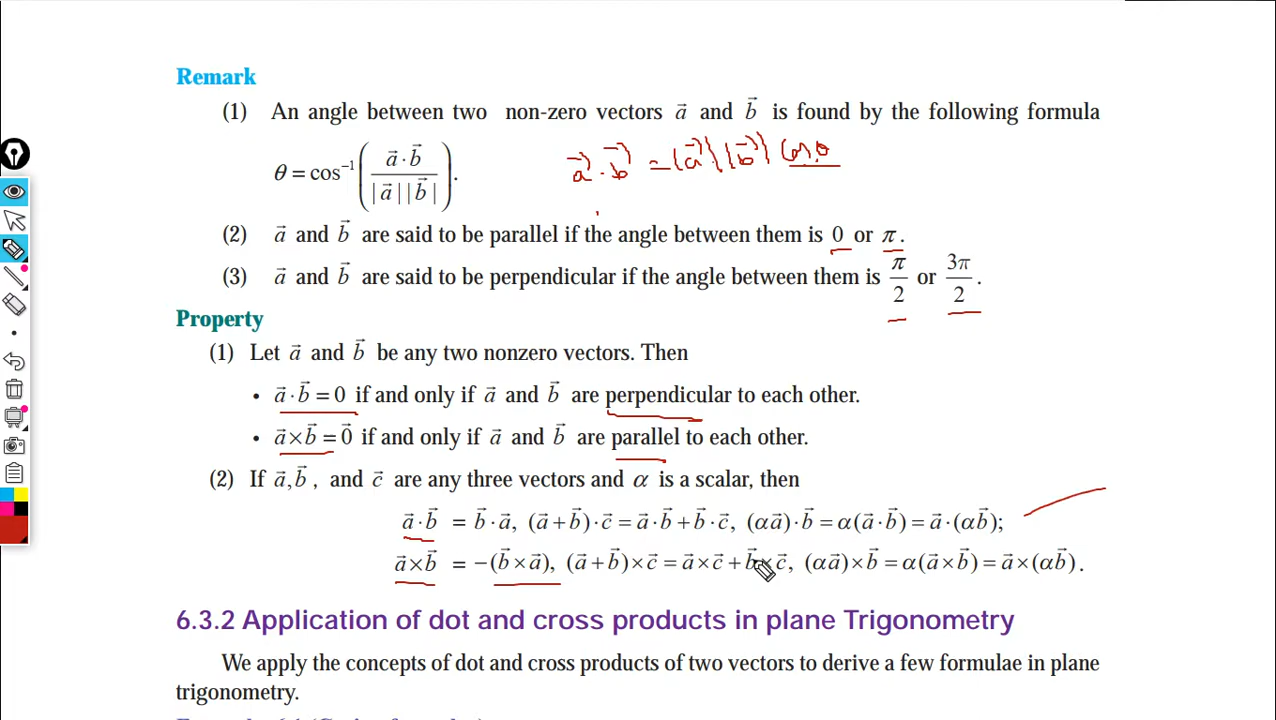 Remark
(1) An angle between two non-zero vectors a⃗ and b⃗ is found by the following formula
θ = cos⁻¹ ( a⃗ · b⃗ / | a⃗ | | b⃗ | ).
a⃗ · b⃗ = |a⃗| |b⃗| cos θ
(2) a⃗ and b⃗ are said to be parallel if the angle between them is 0 or π.
(3) a⃗ and b⃗ are said to be perpendicular if the angle between them is π/2 or 3π/2.
Property
(1) Let a⃗ and b⃗ be any two nonzero vectors. Then
• a⃗ · b⃗ = 0 if and only if a⃗ and b⃗ are perpendicular to each other.
• a⃗ × b⃗ = 0⃗ if and only if a⃗ and b⃗ are parallel to each other.
(2) If a⃗, b⃗, and c⃗ are any three vectors and α is a scalar, then
a⃗ · b⃗ = b⃗ · a⃗, (a⃗ + b⃗) · c⃗ = a⃗ · b⃗ + b⃗ · c⃗, (αa⃗) · b⃗ = α(a⃗ · b⃗) = a⃗ · (αb⃗);
a⃗ × b⃗ = −(b⃗ × a⃗), (a⃗ + b⃗) × c⃗ = a⃗ × c⃗ + b⃗ × c⃗, (αa⃗) × b⃗ = α(a⃗ × b⃗) = a⃗ × (αb⃗).
6.3.2 Application of dot and cross products in plane Trigonometry
We apply the concepts of dot and cross products of two vectors to derive a few formulae in plane
trigonometry.